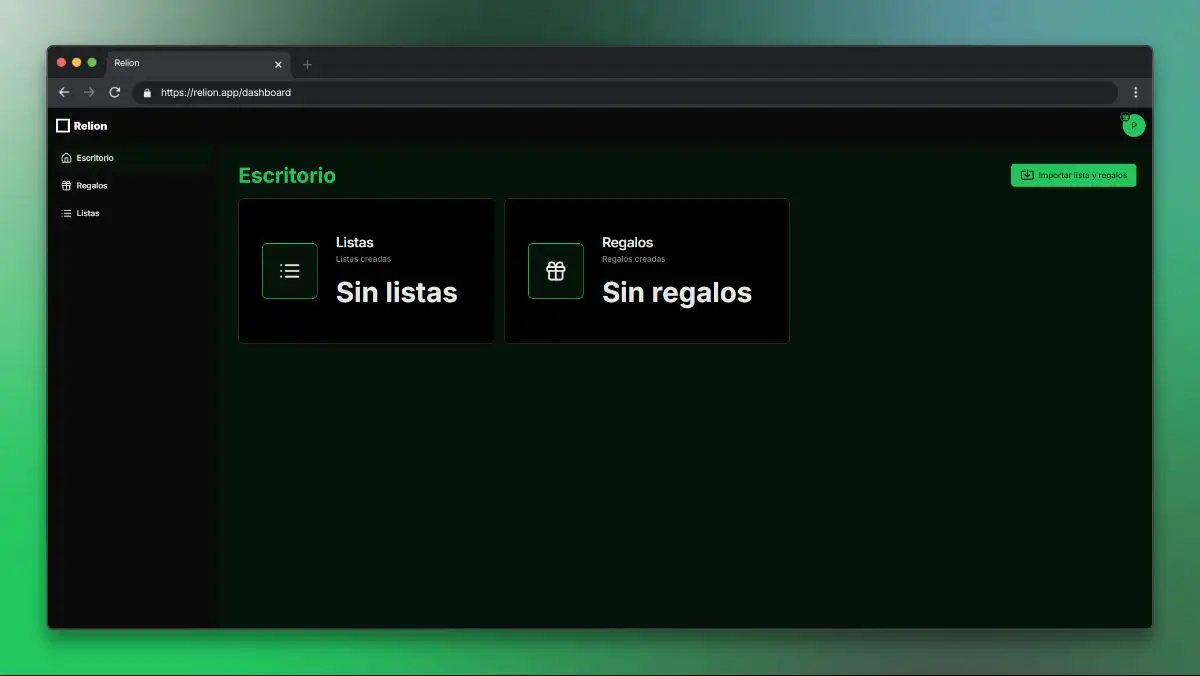 Relion
https://relion.app/dashboard
Relion
P
Escritorio
Regalos
Listas
Escritorio
Importar lista y regalos
Listas
Listas creadas
Sin listas
Regalos
Regalos creadas
Sin regalos